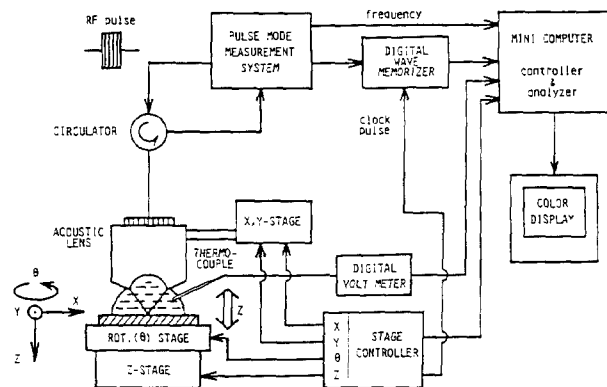 RF pulse
PULSE MODE
MEASUREMENT
SYSTEM
frequency
DIGITAL
WAVE
MEMORIZER
MINI COMPUTER
controller
&
analyzer
CIRCULATOR
clock
pulse
COLOR
DISPLAY
ACOUSTIC
LENS
X,Y-STAGE
THERMO-
COUPLE
DIGITAL
VOLT METER
θ
X
Y
Z
Z
ROT.(θ) STAGE
Z-STAGE
X
Y
θ
Z
STAGE
CONTROLLER